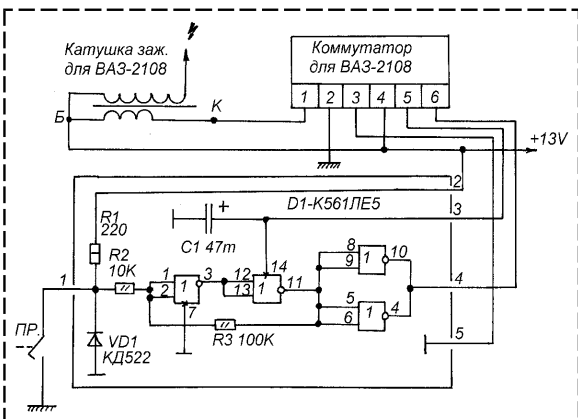 Катушка заж.
для ВАЗ-2108
Коммутатор
для ВАЗ-2108
1 2 3 4 5 6
Б
К
+13V
2
R1
220
+
D1-К561ЛЕ5
3
C1 47m
R2
10K
14
8
9
1
10
1
1
2
1
3
12
13
1
11
4
7
5
6
1
4
ПР.
VD1
КД522
R3 100K
5